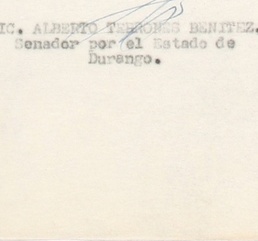 IC. ALBERTO TERRONES BENITEZ.
Senador por el Estado de
Durango.